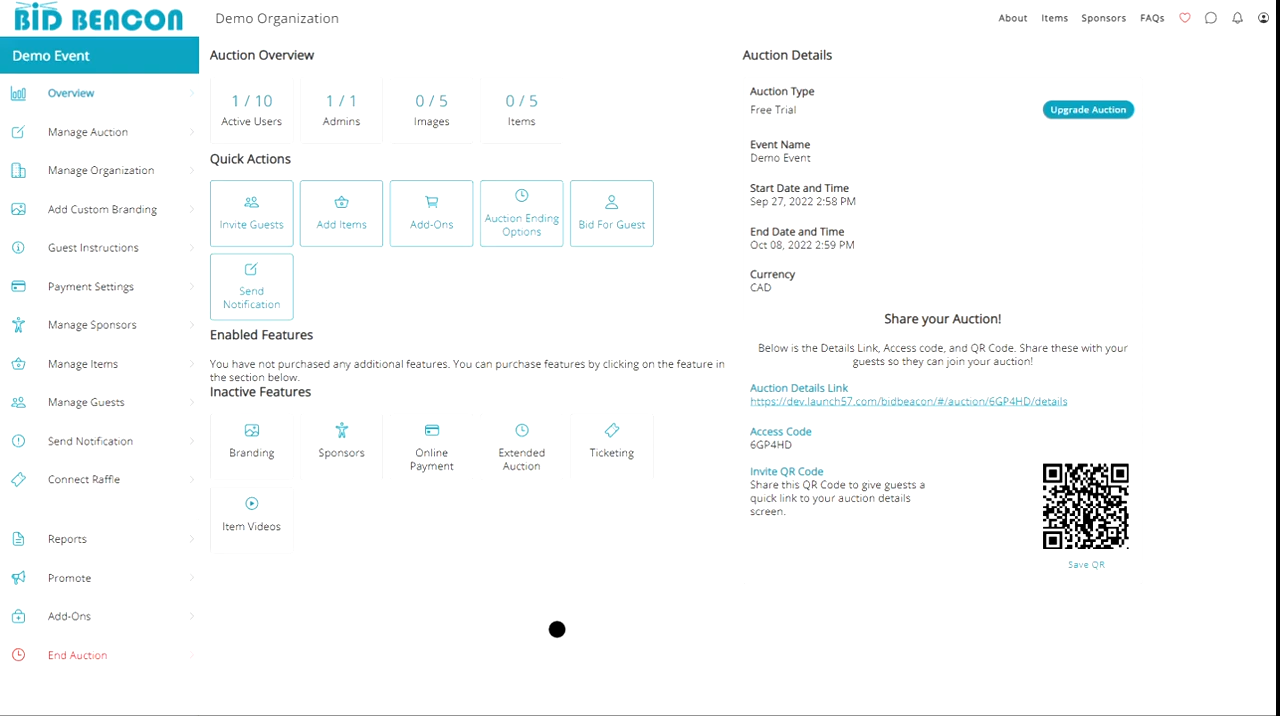 BID BEACON
Demo Organization
About
Items
Sponsors
FAQs
Demo Event
Overview
Manage Auction
Manage Organization
Add Custom Branding
Guest Instructions
Payment Settings
Manage Sponsors
Manage Items
Manage Guests
Send Notification
Connect Raffle
Reports
Promote
Add-Ons
End Auction
Auction Overview
1 / 10
Active Users
1 / 1
Admins
0 / 5
Images
0 / 5
Items
Quick Actions
Invite Guests
Add Items
Add-Ons
Auction Ending
Options
Bid For Guest
Send
Notification
Enabled Features
You have not purchased any additional features. You can purchase features by clicking on the feature in
the section below.
Inactive Features
Branding
Sponsors
Online
Payment
Extended
Auction
Ticketing
Item Videos
Auction Details
Auction Type
Free Trial
Upgrade Auction
Event Name
Demo Event
Start Date and Time
Sep 27, 2022 2:58 PM
End Date and Time
Oct 08, 2022 2:59 PM
Currency
CAD
Share your Auction!
Below is the Details Link, Access code, and QR Code. Share these with your
guests so they can join your auction!
Auction Details Link
https://dev.launch57.com/bidbeacon/#/auction/6GP4HD/details
Access Code
6GP4HD
Invite QR Code
Share this QR Code to give guests a
quick link to your auction details
screen.
Save QR